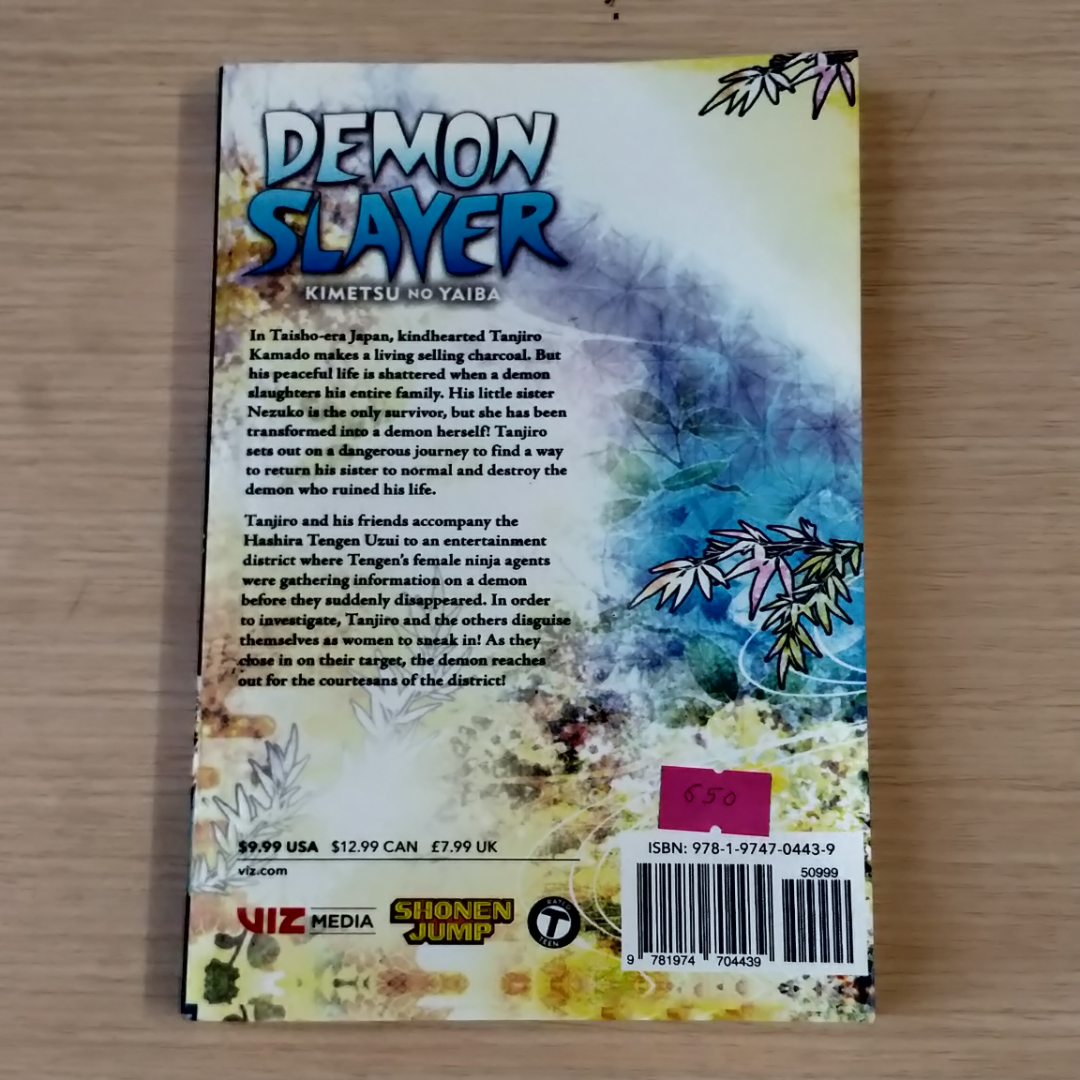 DEMON
SLAYER
KIMETSU NO YAIBA
In Taisho-era Japan, kindhearted Tanjiro
Kamado makes a living selling charcoal. But
his peaceful life is shattered when a demon
slaughters his entire family. His little sister
Nezuko is the only survivor, but she has been
transformed into a demon herself! Tanjiro
sets out on a dangerous journey to find a way
to return his sister to normal and destroy the
demon who ruined his life.
Tanjiro and his friends accompany the
Hashira Tengen Uzui to an entertainment
district where Tengen's female ninja agents
were gathering information on a demon
before they suddenly disappeared. In order
to investigate, Tanjiro and the others disguise
themselves as women to sneak in! As they
close in on their target, the demon reaches
out for the courtesans of the district!
650
$9.99 USA $12.99 CAN £7.99 UK
viz.com
VIZ MEDIA
SHONEN
JUMP
RATED
T
TEEN
ISBN: 978-1-9747-0443-9
50999
9 781974 704439